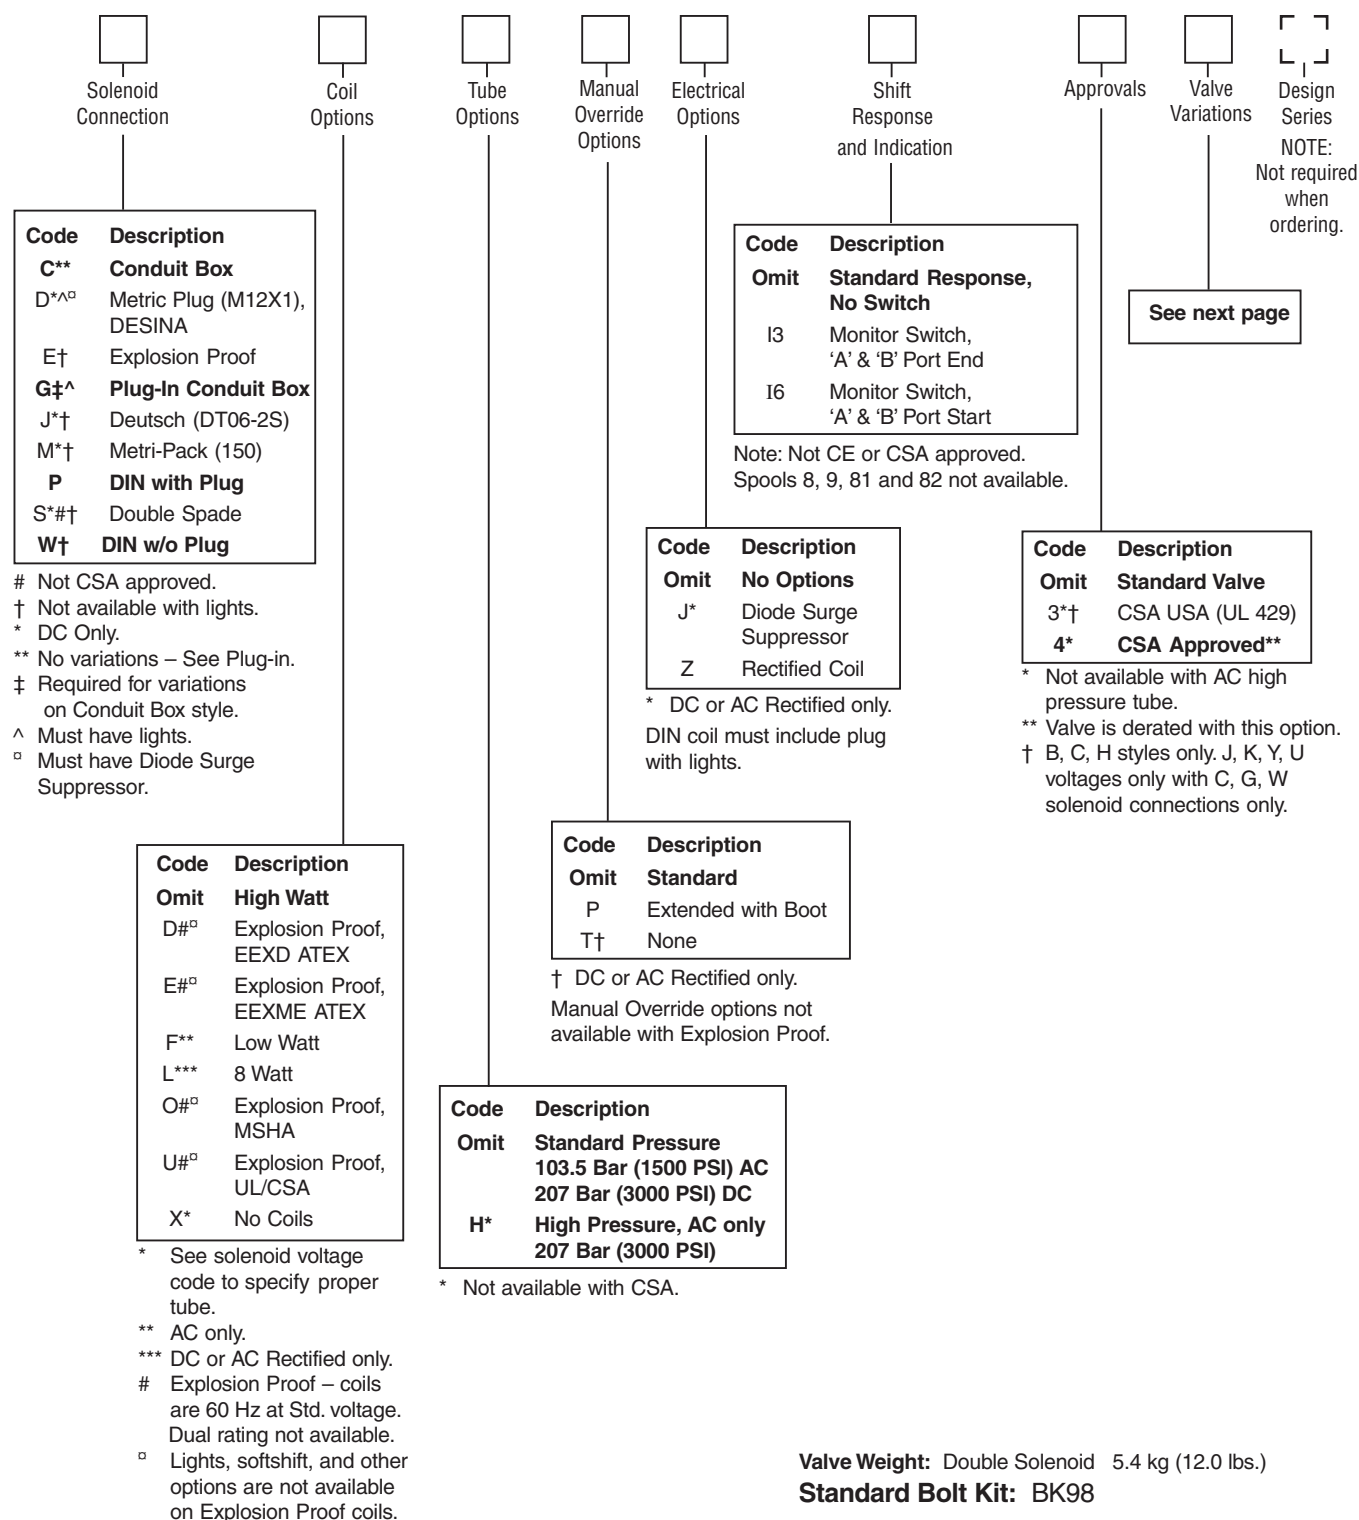 Solenoid
Connection
Coil
Options
Tube
Options
Manual
Override
Options
Electrical
Options
Shift
Response
and Indication
Approvals
Valve
Variations
Design
Series
NOTE:
Not required
when
ordering.
Code Description
C** Conduit Box
D*^¤ Metric Plug (M12X1),
DESINA
E† Explosion Proof
G‡^ Plug-In Conduit Box
J*† Deutsch (DT06-2S)
M*† Metri-Pack (150)
P DIN with Plug
S*#† Double Spade
W† DIN w/o Plug
# Not CSA approved.
† Not available with lights.
* DC Only.
** No variations – See Plug-in.
‡ Required for variations
on Conduit Box style.
^ Must have lights.
¤ Must have Diode Surge
Suppressor.
Code Description
Omit High Watt
D#¤ Explosion Proof,
EEXD ATEX
E#¤ Explosion Proof,
EEXME ATEX
F** Low Watt
L*** 8 Watt
O#¤ Explosion Proof,
MSHA
U#¤ Explosion Proof,
UL/CSA
X* No Coils
* See solenoid voltage
code to specify proper
tube.
** AC only.
*** DC or AC Rectified only.
# Explosion Proof – coils
are 60 Hz at Std. voltage.
Dual rating not available.
¤ Lights, softshift, and other
options are not available
on Explosion Proof coils.
Code Description
Omit Standard Pressure
103.5 Bar (1500 PSI) AC
207 Bar (3000 PSI) DC
H* High Pressure, AC only
207 Bar (3000 PSI)
* Not available with CSA.
Code Description
Omit Standard
P Extended with Boot
T† None
† DC or AC Rectified only.
Manual Override options not
available with Explosion Proof.
Code Description
Omit No Options
J* Diode Surge
Suppressor
Z Rectified Coil
* DC or AC Rectified only.
DIN coil must include plug
with lights.
Code Description
Omit Standard Response,
No Switch
I3 Monitor Switch,
‘A’ & ‘B’ Port End
I6 Monitor Switch,
‘A’ & ‘B’ Port Start
Note: Not CE or CSA approved.
Spools 8, 9, 81 and 82 not available.
Code Description
Omit Standard Valve
3*† CSA USA (UL 429)
4* CSA Approved**
* Not available with AC high
pressure tube.
** Valve is derated with this option.
† B, C, H styles only. J, K, Y, U
voltages only with C, G, W
solenoid connections only.
See next page
Valve Weight: Double Solenoid 5.4 kg (12.0 lbs.)
Standard Bolt Kit: BK98